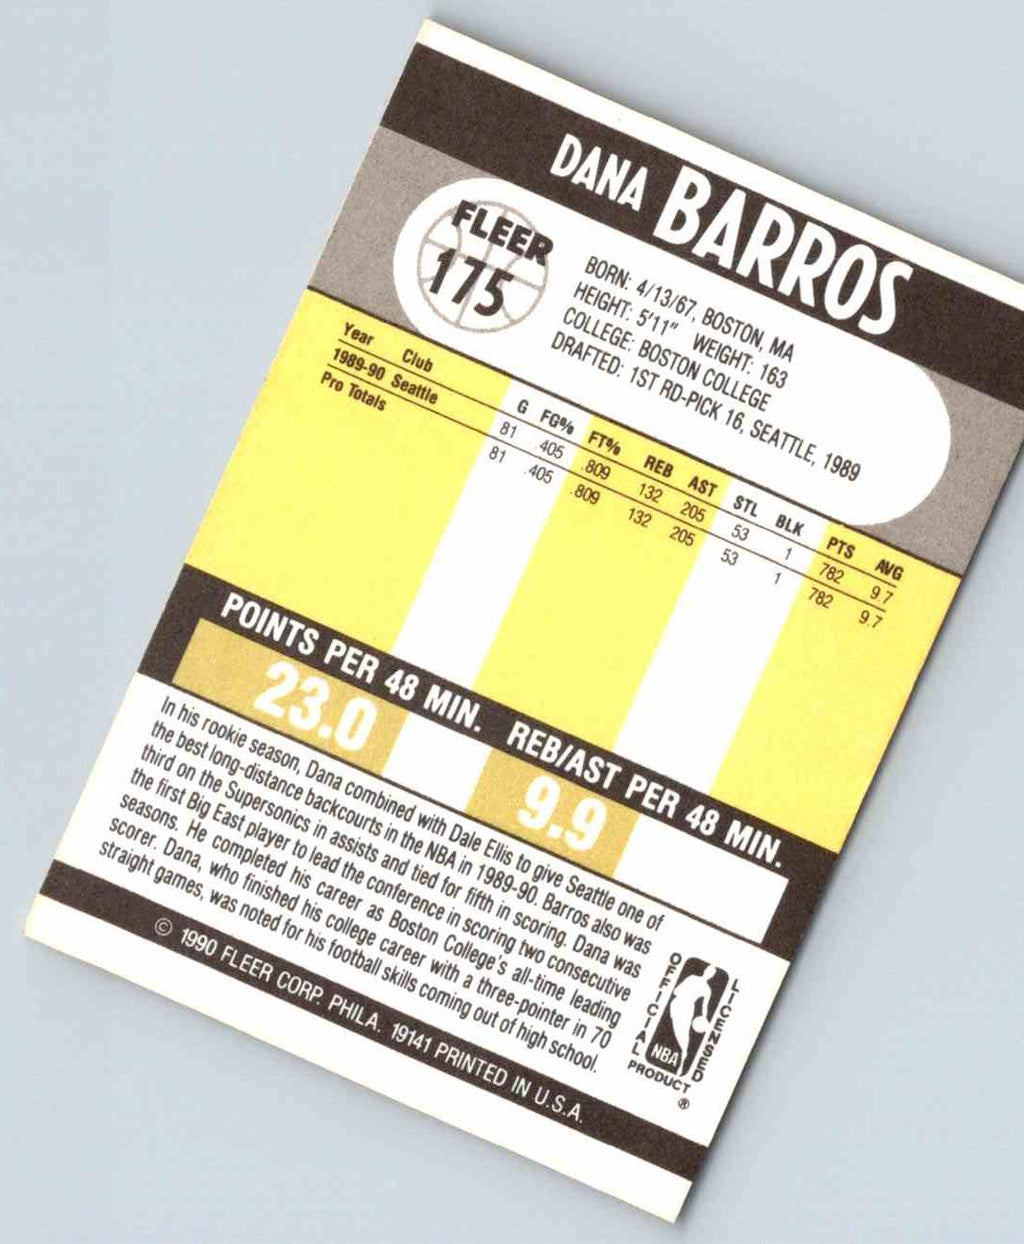 DANA BARROS
FLEER
175
BORN: 4/13/67, BOSTON, MA
HEIGHT: 5'11" WEIGHT: 163
COLLEGE: BOSTON COLLEGE
DRAFTED: 1ST RD-PICK 16, SEATTLE, 1989
Year Club G FG% FT% REB AST STL BLK PTS AVG
1989-90 Seattle 81 .405 .809 132 205 53 1 782 9.7
Pro Totals 81 .405 .809 132 205 53 1 782 9.7
POINTS PER 48 MIN. REB/AST PER 48 MIN.
23.0 9.9
In his rookie season, Dana combined with Dale Ellis to give Seattle one of
the best long-distance backcourts in the NBA in 1989-90. Barros also was
third on the Supersonics in assists and tied for fifth in scoring. Dana was
the first Big East player to lead the conference in scoring two consecutive
seasons. He completed his career as Boston College's all-time leading
scorer. Dana, who finished his college career with a three-pointer in 70
straight games, was noted for his football skills coming out of high school.
OFFICIAL LICENSED
NBA
PRODUCT ®
© 1990 FLEER CORP. PHILA. 19141 PRINTED IN U.S.A.